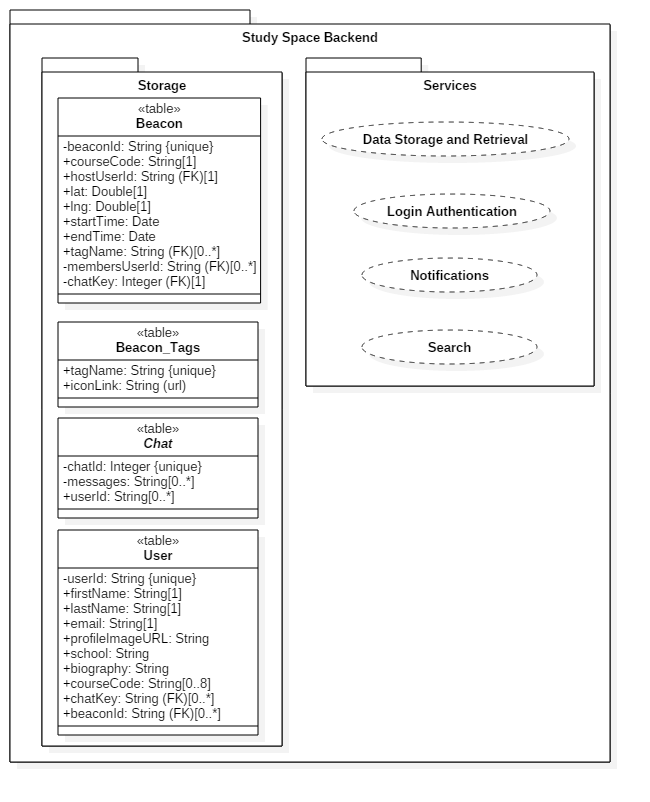 Study Space Backend
Storage
«table»
Beacon
-beaconId: String {unique}
+courseCode: String[1]
+hostUserId: String (FK)[1]
+lat: Double[1]
+lng: Double[1]
+startTime: Date
+endTime: Date
+tagName: String (FK)[0..*]
-membersUserId: String (FK)[0..*]
-chatKey: Integer (FK)[1]
«table»
Beacon_Tags
+tagName: String {unique}
+iconLink: String (url)
«table»
Chat
-chatId: Integer {unique}
-messages: String[0..*]
+userId: String[0..*]
«table»
User
-userId: String {unique}
+firstName: String[1]
+lastName: String[1]
+email: String[1]
+profileImageURL: String
+school: String
+biography: String
+courseCode: String[0..8]
+chatKey: String (FK)[0..*]
+beaconId: String (FK)[0..*]
Services
Data Storage and Retrieval
Login Authentication
Notifications
Search